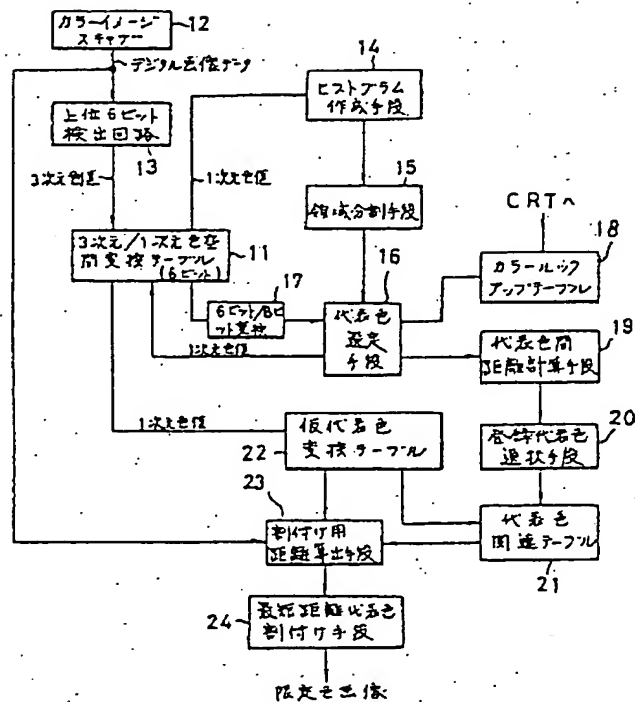 カラーイメージ
スキャナー
12
デジタル画像データ
14
ヒストグラム
作成手段
上位6ビット
検出回路
13
3次元色値
1次元色値
15
領域分割手段
CRTへ
3次元/1次元色空
間変換テーブル
(6ビット)
11
16
18
カラールック
アップテーブル
17
6ビット/8ビ
ット変換
代表色
設定
手段
1次元色値
19
代表色間
距離計算手段
1次元色値
仮代表色
変換テーブル
22
20
登録代表色
選択手段
23
割付け用
距離算出手段
代表色
関連テーブル
21
24
最短距離代表色
割付け手段
限定色画像